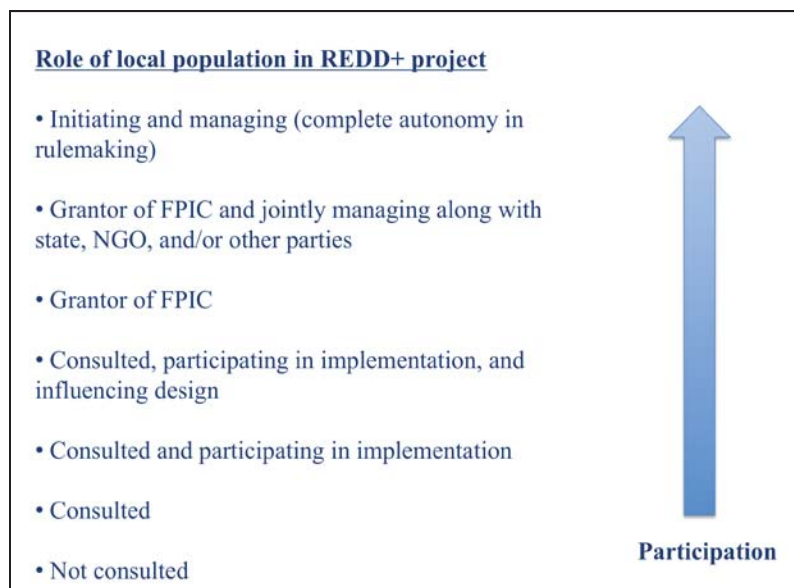 Role of local population in REDD+ project
• Initiating and managing (complete autonomy in
rulemaking)
• Grantor of FPIC and jointly managing along with
state, NGO, and/or other parties
• Grantor of FPIC
• Consulted, participating in implementation, and
influencing design
• Consulted and participating in implementation
• Consulted
• Not consulted
Participation